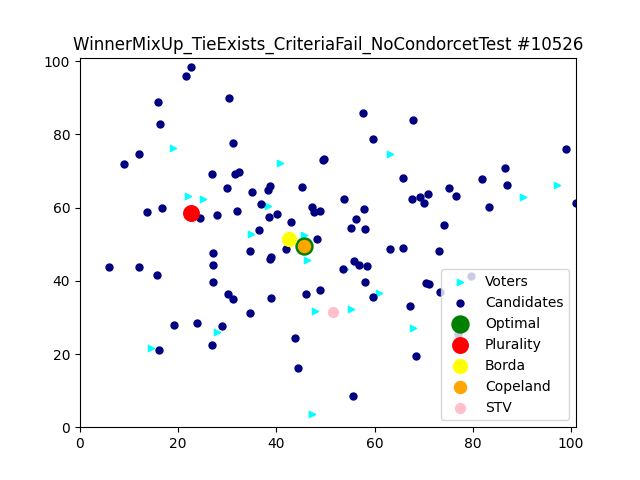 WinnerMixUp_TieExists_CriteriaFail_NoCondorcetTest #10526
100
80
60
40
20
0
0 20 40 60 80 100
Voters
Candidates
Optimal
Plurality
Borda
Copeland
STV